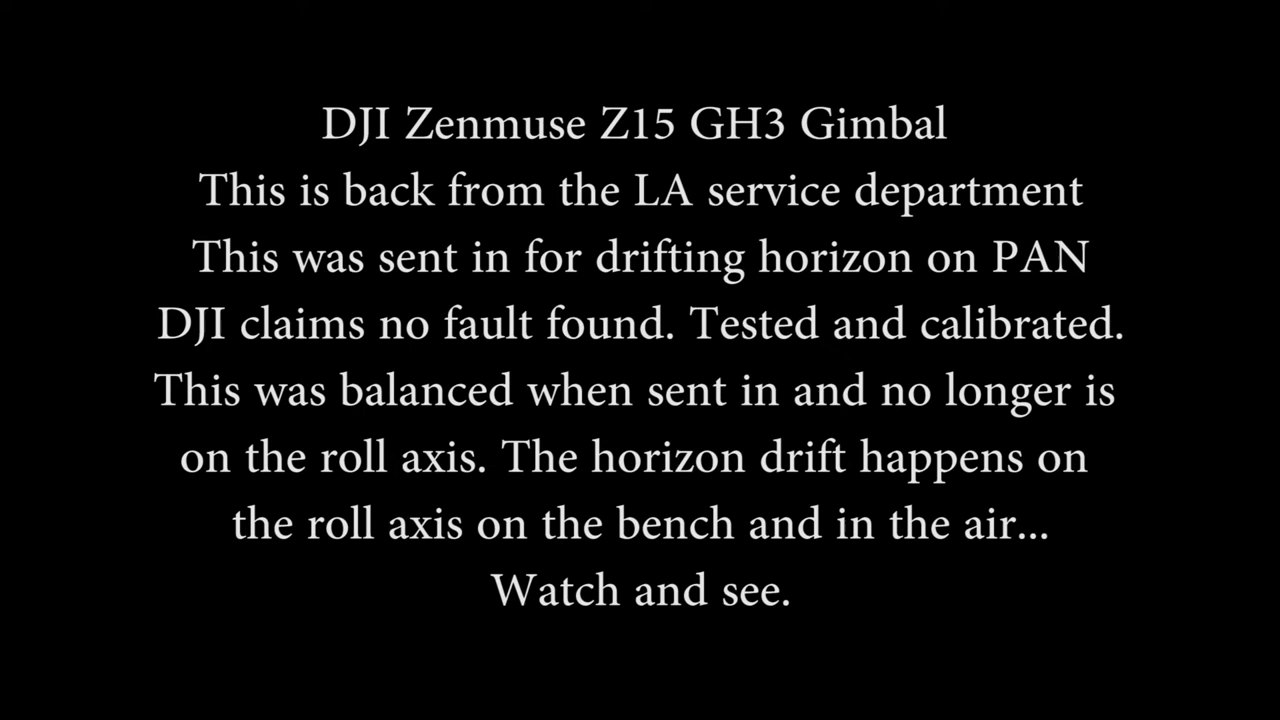 DJI Zenmuse Z15 GH3 Gimbal
This is back from the LA service department
This was sent in for drifting horizon on PAN
DJI claims no fault found. Tested and calibrated.
This was balanced when sent in and no longer is
on the roll axis. The horizon drift happens on
the roll axis on the bench and in the air...
Watch and see.